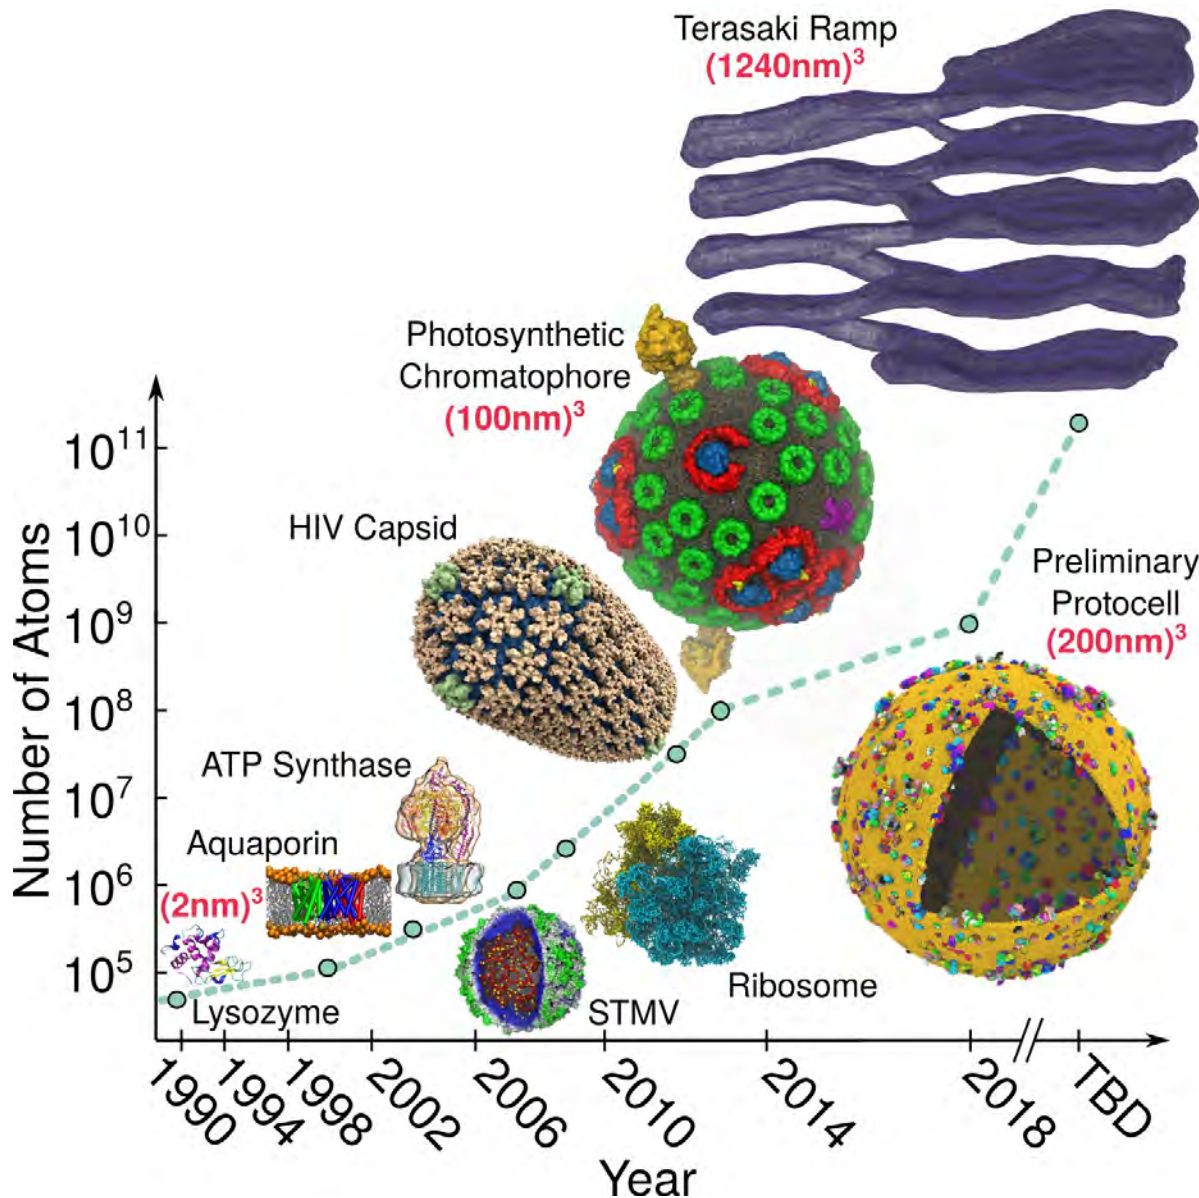 Terasaki Ramp
(1240nm)³
Photosynthetic
Chromatophore
(100nm)³
HIV Capsid
Preliminary
Protocell
(200nm)³
ATP Synthase
Aquaporin
(2nm)³
Lysozyme
STMV
Ribosome
Number of Atoms
10¹¹
10¹⁰
10⁹
10⁸
10⁷
10⁶
10⁵
1990
1994
1998
2002
2006
2010
2014
2018
TBD
Year